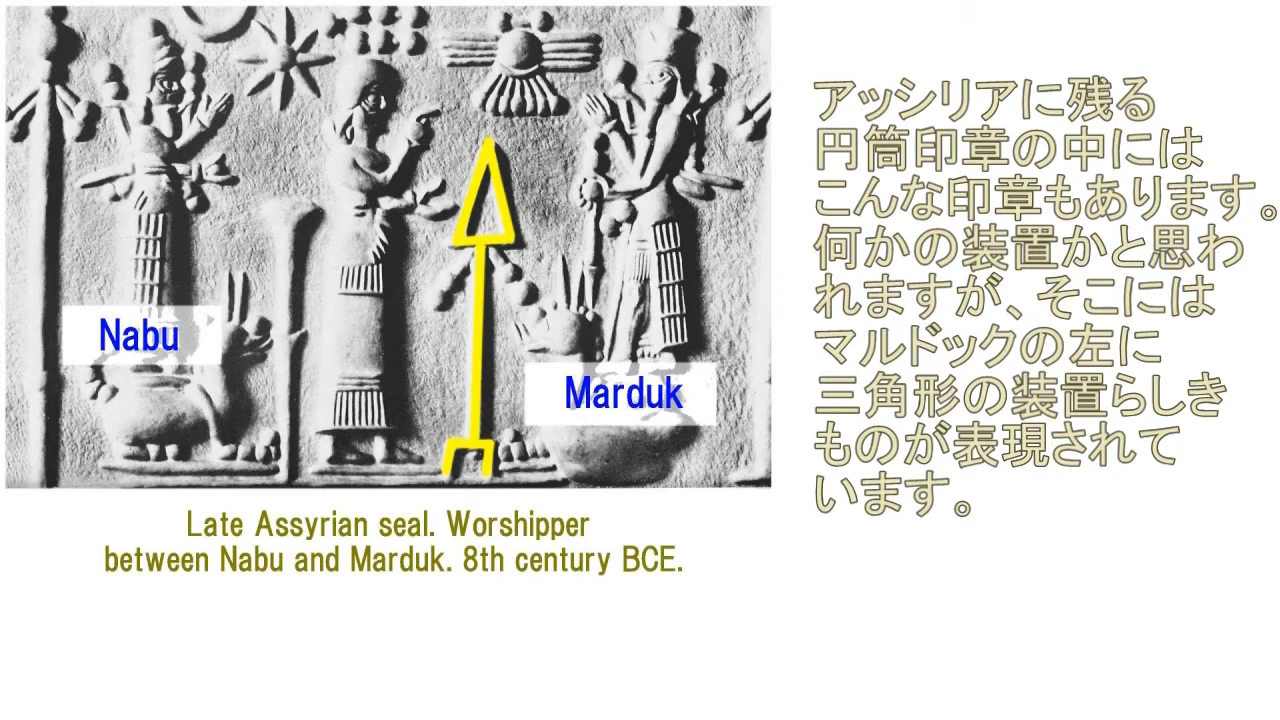 Nabu
Marduk
Late Assyrian seal. Worshipper
between Nabu and Marduk. 8th century BCE.
アッシリアに残る
円筒印章の中には
こんな印章もあります。
何かの装置かと思わ
れますが、そこには
マルドックの左に
三角形の装置らしき
ものが表現されて
います。